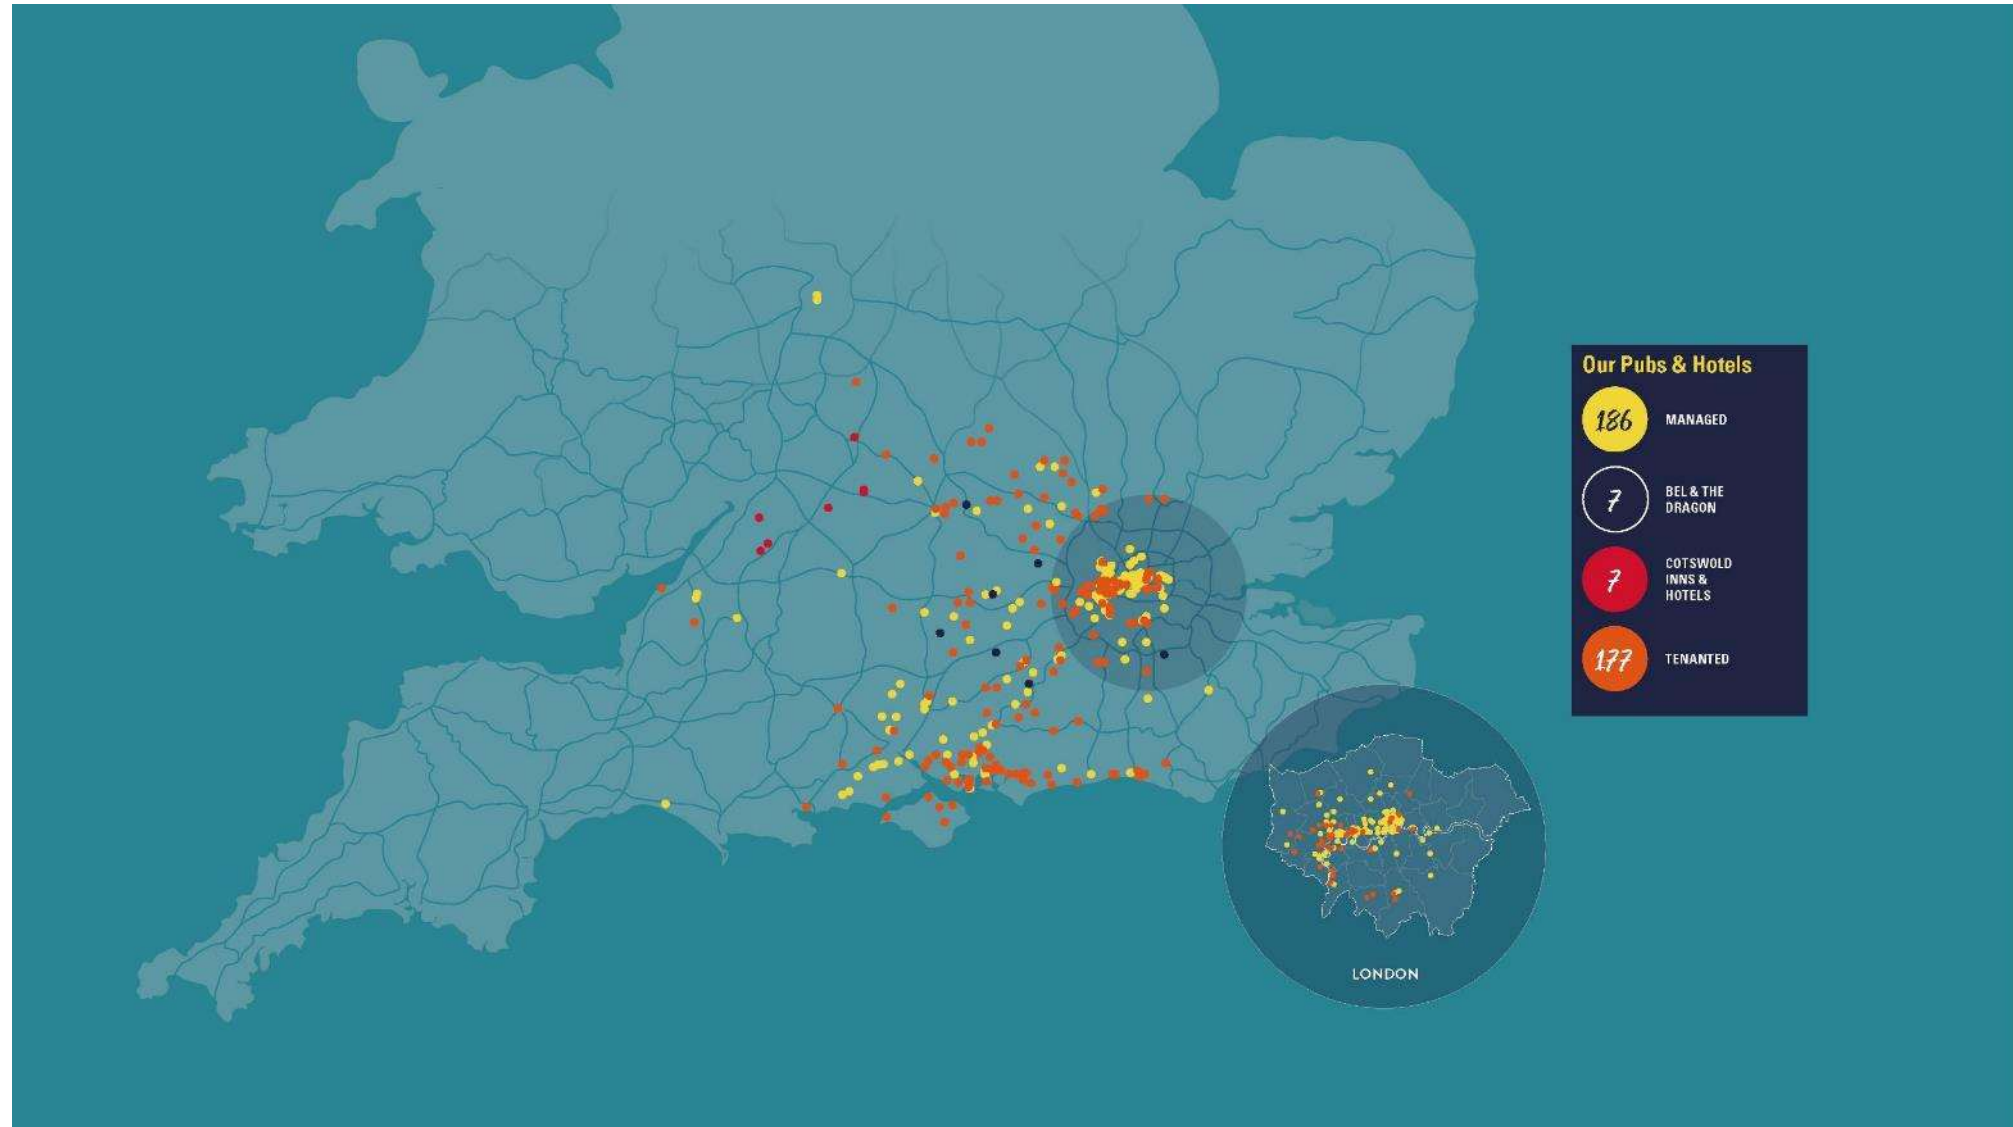 Our Pubs & Hotels
186
MANAGED
7
BEL & THE
DRAGON
7
COTSWOLD
INNS &
HOTELS
177
TENANTED
LONDON